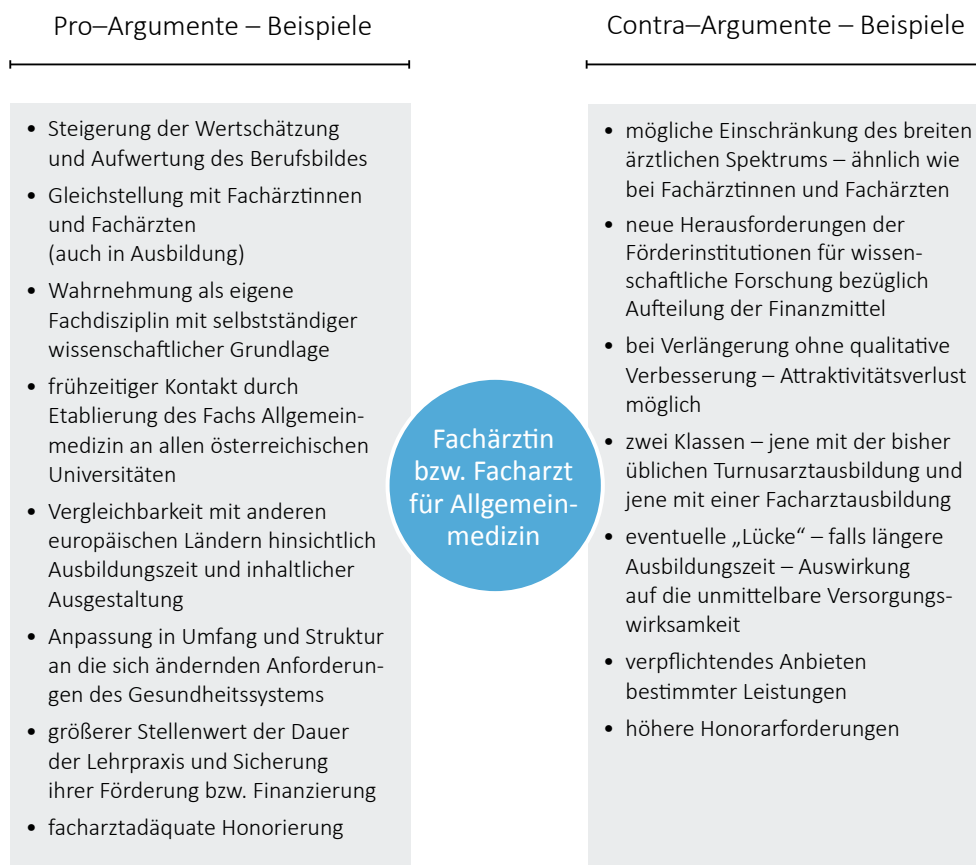 Pro–Argumente – Beispiele
• Steigerung der Wertschätzung
und Aufwertung des Berufsbildes
• Gleichstellung mit Fachärztinnen
und Fachärzten
(auch in Ausbildung)
• Wahrnehmung als eigene
Fachdisziplin mit selbstständiger
wissenschaftlicher Grundlage
• frühzeitiger Kontakt durch
Etablierung des Fachs Allgemein-
medizin an allen österreichischen
Universitäten
• Vergleichbarkeit mit anderen
europäischen Ländern hinsichtlich
Ausbildungszeit und inhaltlicher
Ausgestaltung
• Anpassung in Umfang und Struktur
an die sich ändernden Anforderun-
gen des Gesundheitssystems
• größerer Stellenwert der Dauer
der Lehrpraxis und Sicherung
ihrer Förderung bzw. Finanzierung
• facharztadäquate Honorierung
Fachärztin
bzw. Facharzt
für Allgemein-
medizin
Contra–Argumente – Beispiele
• mögliche Einschränkung des breiten
ärztlichen Spektrums – ähnlich wie
bei Fachärztinnen und Fachärzten
• neue Herausforderungen der
Förderinstitutionen für wissen-
schaftliche Forschung bezüglich
Aufteilung der Finanzmittel
• bei Verlängerung ohne qualitative
Verbesserung – Attraktivitätsverlust
möglich
• zwei Klassen – jene mit der bisher
üblichen Turnusarztausbildung und
jene mit einer Facharztausbildung
• eventuelle „Lücke“ – falls längere
Ausbildungszeit – Auswirkung
auf die unmittelbare Versorgungs-
wirksamkeit
• verpflichtendes Anbieten
bestimmter Leistungen
• höhere Honorarforderungen